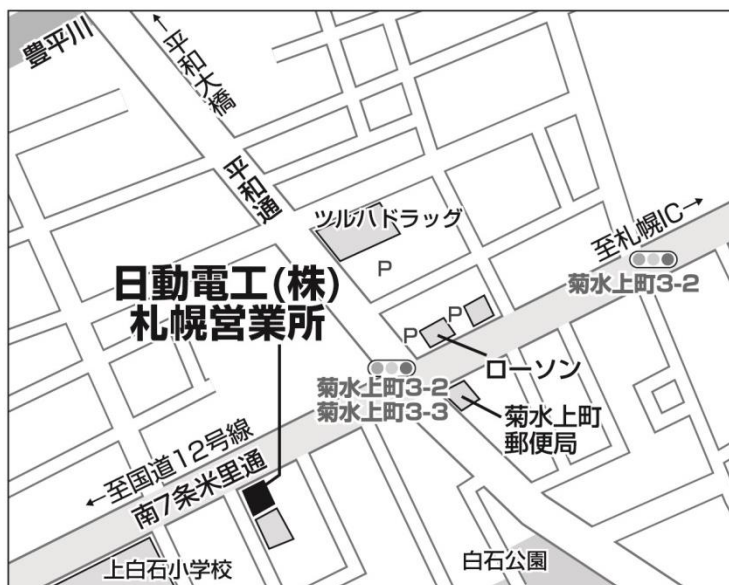 豊平川
↑平和大橋
平和通
ツルハドラッグ
P
至札幌IC→
菊水上町3-2
日動電工(株)
札幌営業所
P
P
ローソン
菊水上町3-2
菊水上町3-3
菊水上町
郵便局
←至国道12号線
南7条米里通
上白石小学校
白石公園